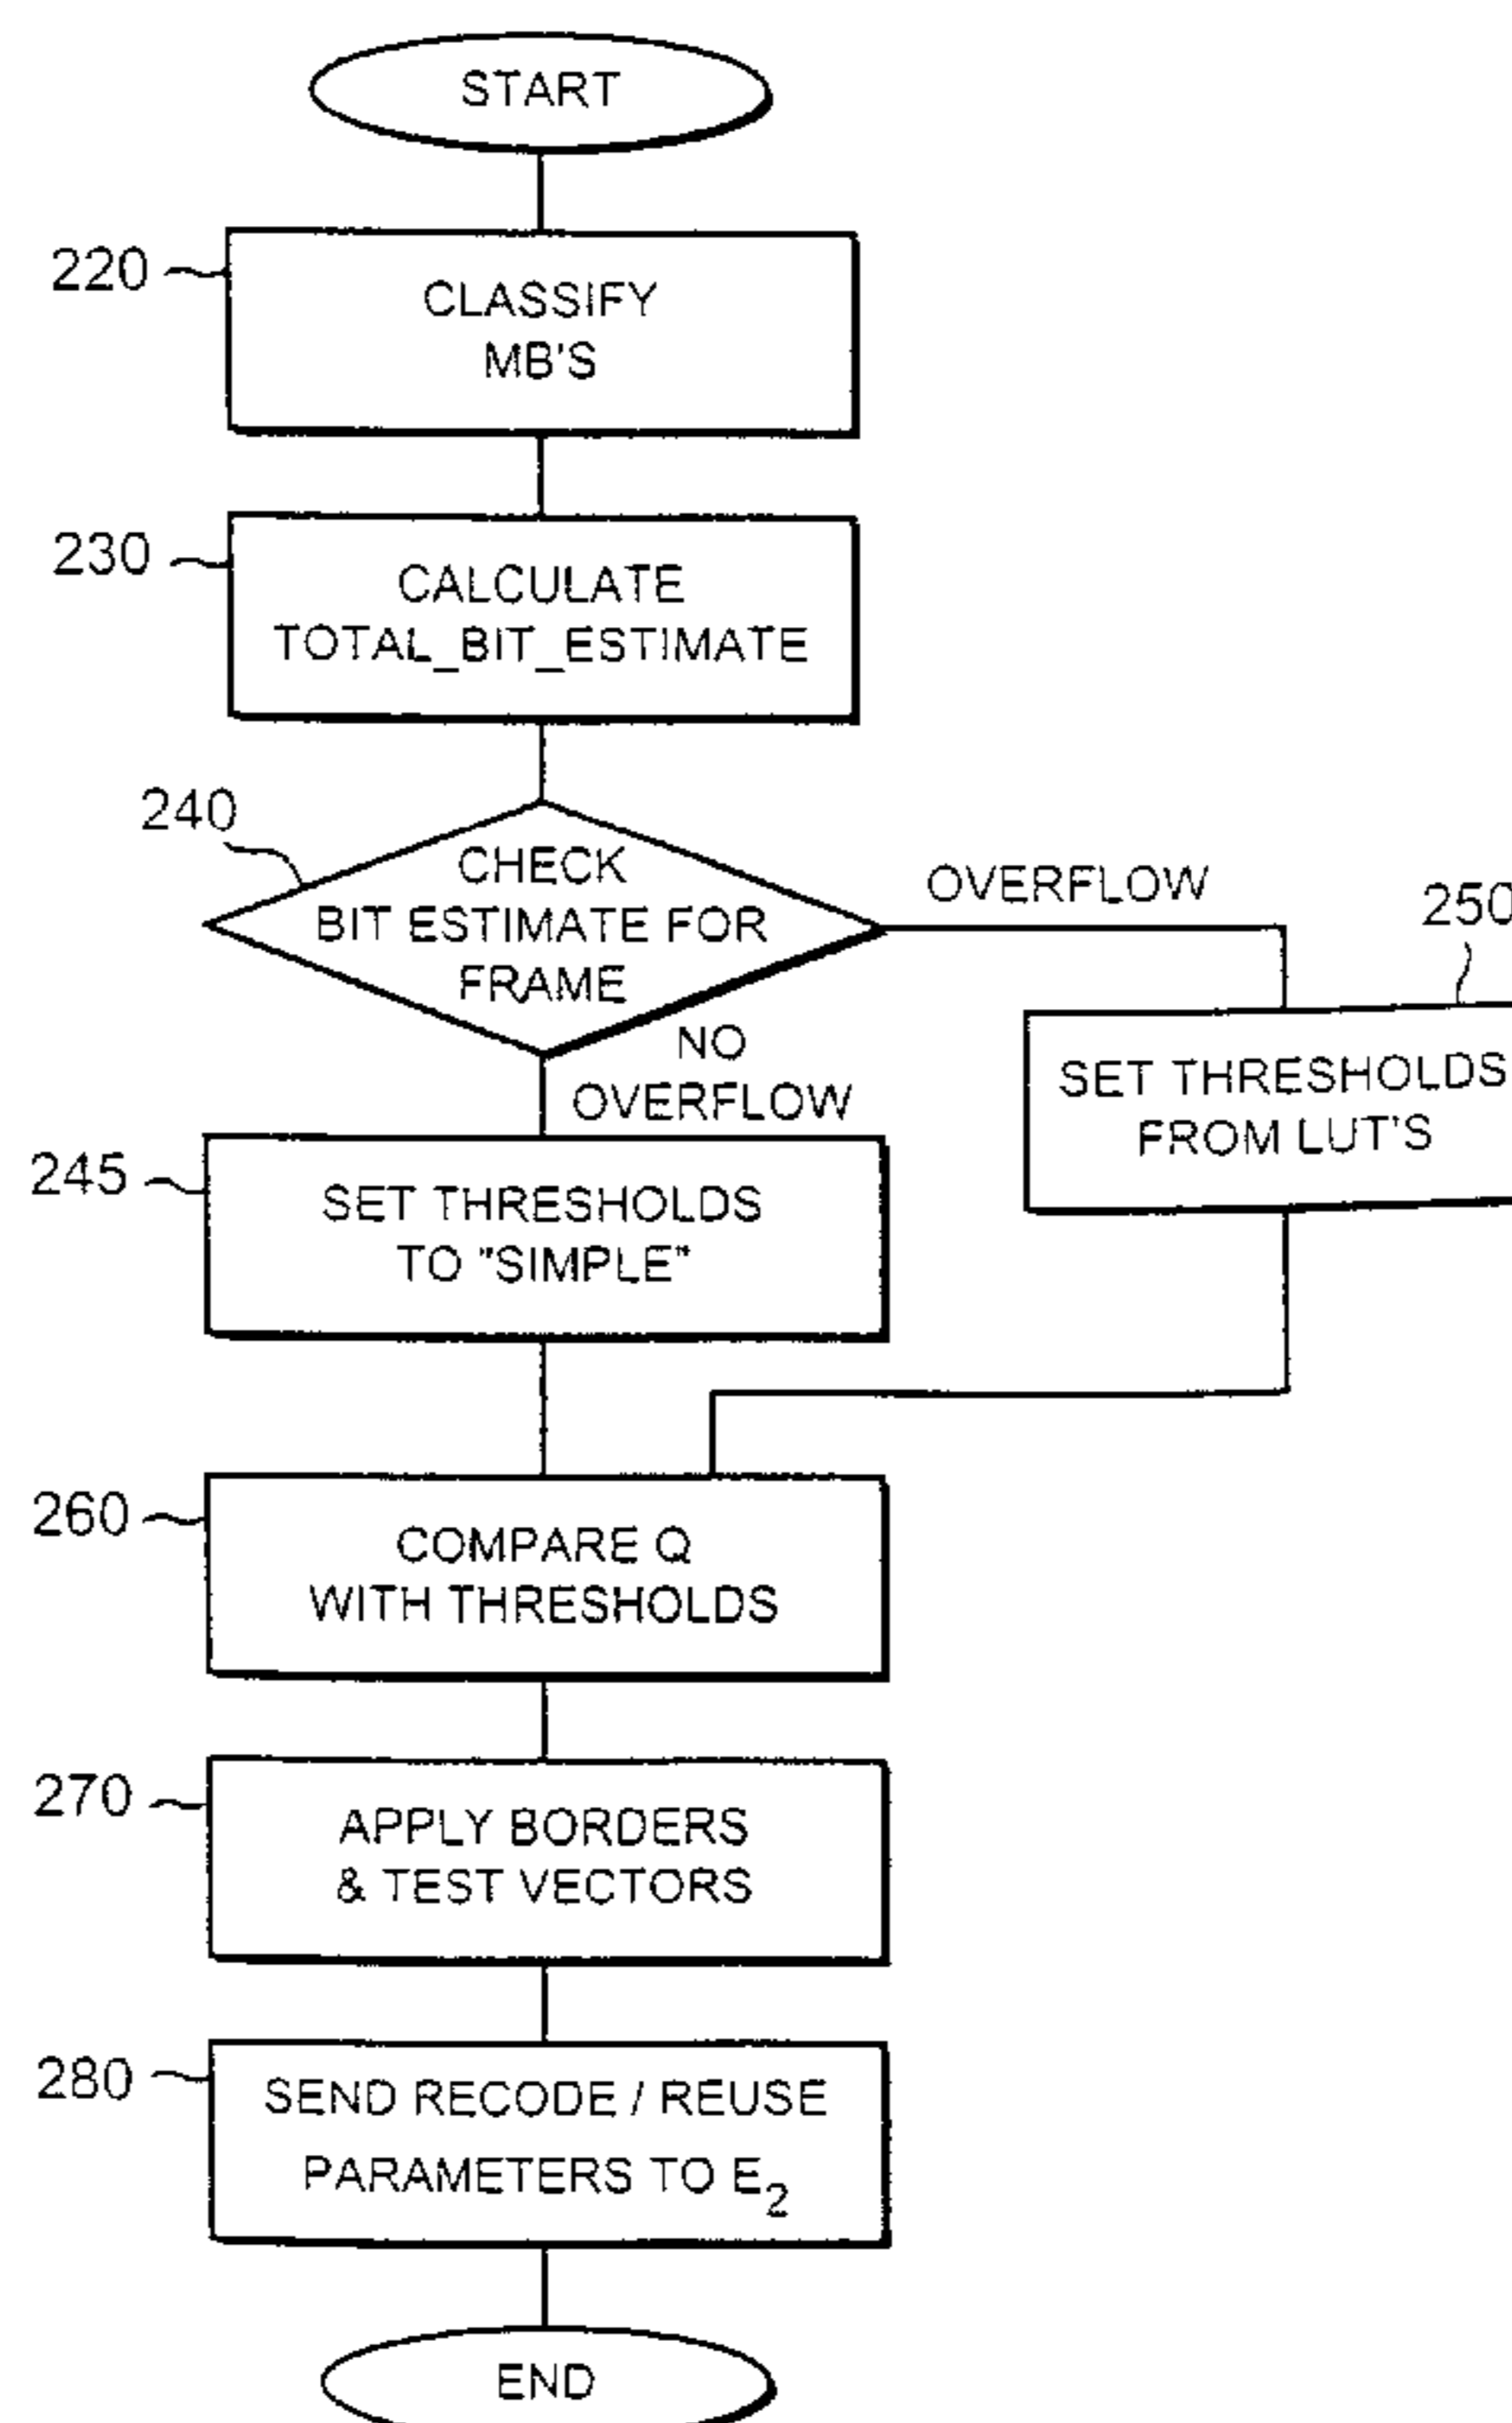 START
220
CLASSIFY
MB'S
230
CALCULATE
TOTAL_BIT_ESTIMATE
240
CHECK
BIT ESTIMATE FOR
FRAME
OVERFLOW
250
NO
OVERFLOW
SET THRESHOLDS
FROM LUT'S
245
SET THRESHOLDS
TO "SIMPLE"
260
COMPARE Q
WITH THRESHOLDS
270
APPLY BORDERS
& TEST VECTORS
280
SEND RECODE / REUSE
PARAMETERS TO E2
END